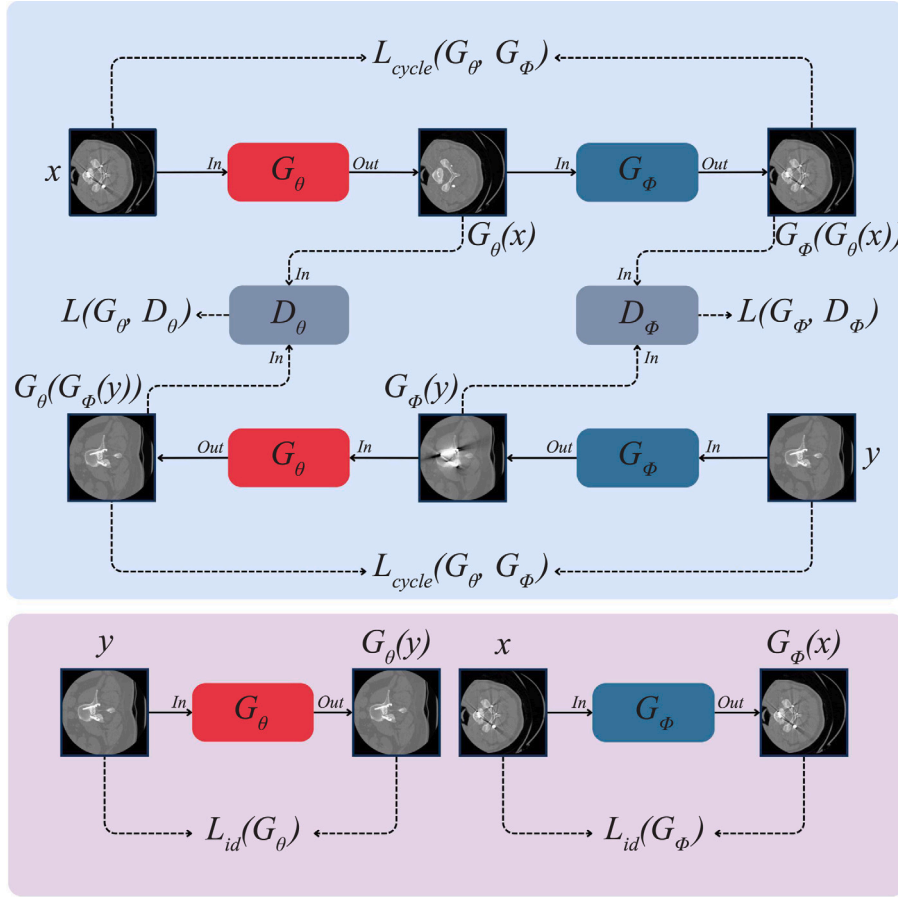 L_cycle(G_θ, G_Φ)
x In G_θ Out In G_Φ Out
G_θ(x) G_Φ(G_θ(x))
In In
L(G_θ, D_θ) D_θ D_Φ L(G_Φ, D_Φ)
In In
G_θ(G_Φ(y)) G_Φ(y)
Out G_θ In Out G_Φ In y
L_cycle(G_θ, G_Φ)
y G_θ(y) x G_Φ(x)
In G_θ Out In G_Φ Out
L_id(G_θ) L_id(G_Φ)